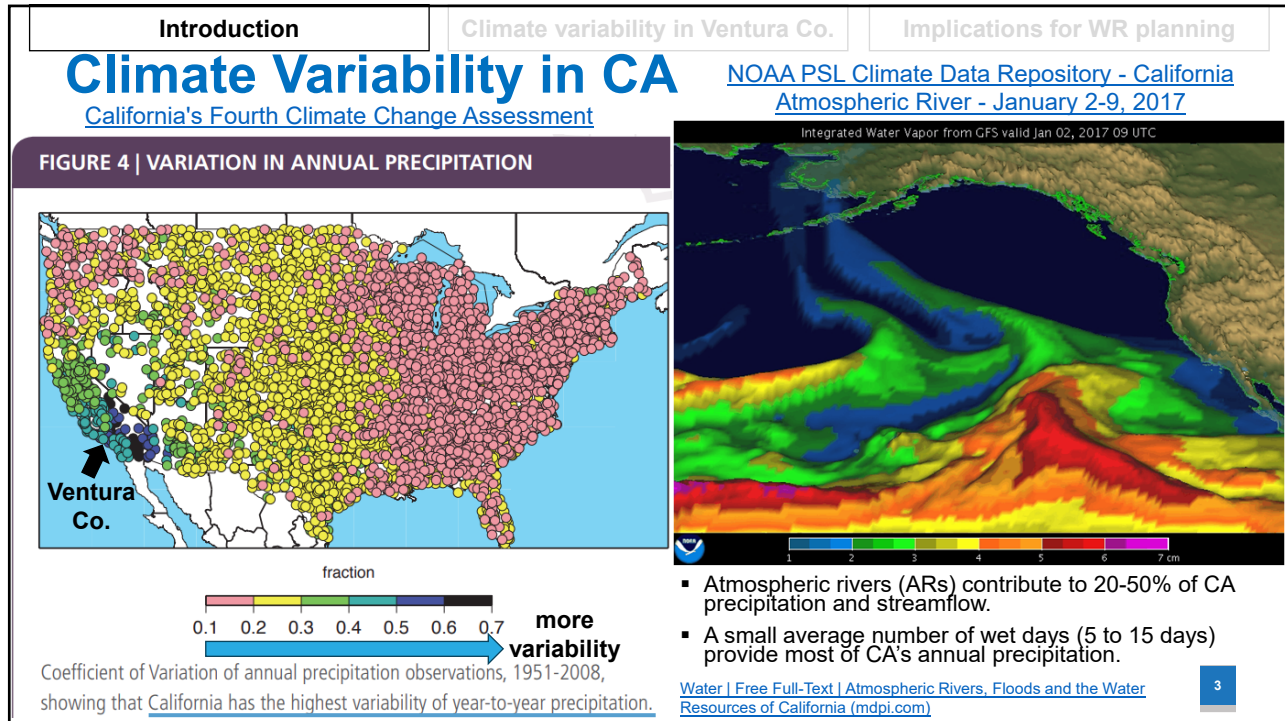 Introduction
Climate variability in Ventura Co.
Implications for WR planning
Climate Variability in CA
California's Fourth Climate Change Assessment
NOAA PSL Climate Data Repository - California
Atmospheric River - January 2-9, 2017
FIGURE 4 | VARIATION IN ANNUAL PRECIPITATION
Ventura
Co.
fraction
0.1 0.2 0.3 0.4 0.5 0.6 0.7
more
variability
Coefficient of Variation of annual precipitation observations, 1951-2008,
showing that California has the highest variability of year-to-year precipitation.
Integrated Water Vapor from GFS valid Jan 02, 2017 09 UTC
noaa
1 2 3 4 5 6 7 cm
▪ Atmospheric rivers (ARs) contribute to 20-50% of CA
precipitation and streamflow.
▪ A small average number of wet days (5 to 15 days)
provide most of CA's annual precipitation.
Water | Free Full-Text | Atmospheric Rivers, Floods and the Water
Resources of California (mdpi.com)
3